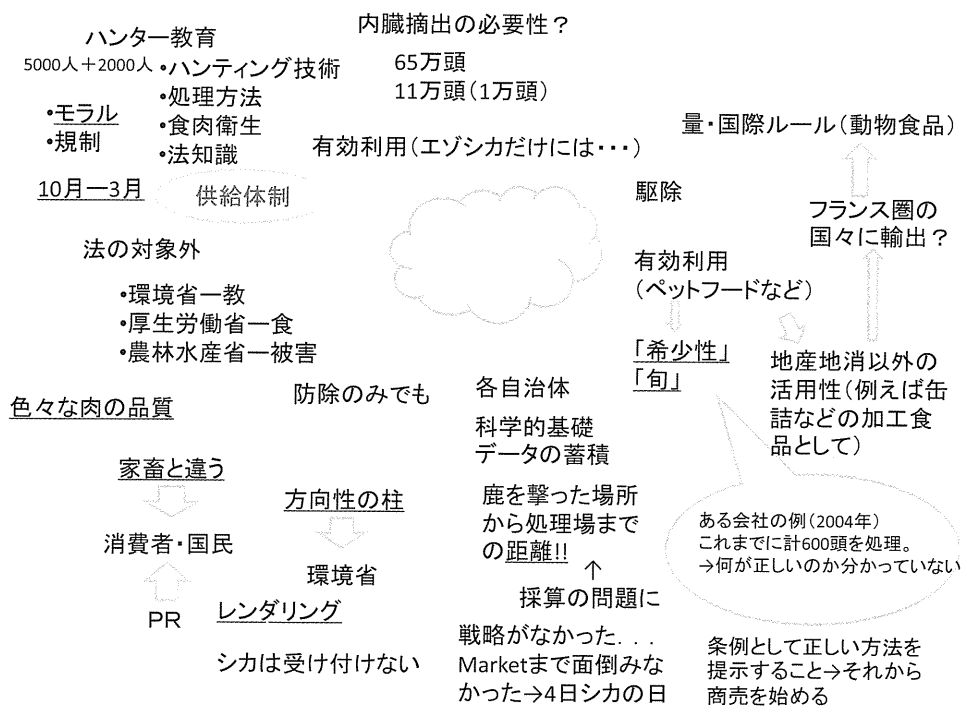 ハンター教育
5000人＋2000人
・ハンティング技術
・処理方法
・食肉衛生
・法知識
・モラル
・規制
10月ー3月
供給体制
内臓摘出の必要性？
65万頭
11万頭（1万頭）
有効利用（エゾシカだけには・・・）
量・国際ルール（動物食品）
フランス圏の
国々に輸出？
駆除
有効利用
（ペットフードなど）
「希少性」
「旬」
地産地消以外の
活用性（例えば缶
詰などの加工食
品として）
法の対象外
・環境省ー教
・厚生労働省ー食
・農林水産省ー被害
色々な肉の品質
防除のみでも
各自治体
科学的基礎
データの蓄積
家畜と違う
消費者・国民
PR
方向性の柱
環境省
レンダリング
シカは受け付けない
鹿を撃った場所
から処理場まで
の距離!!
↑
採算の問題に
戦略がなかった．．．
Marketまで面倒みな
かった→4日シカの日
ある会社の例（2004年）
これまでに計600頭を処理。
→何が正しいのか分かっていない
条例として正しい方法を
提示すること→それから
商売を始める